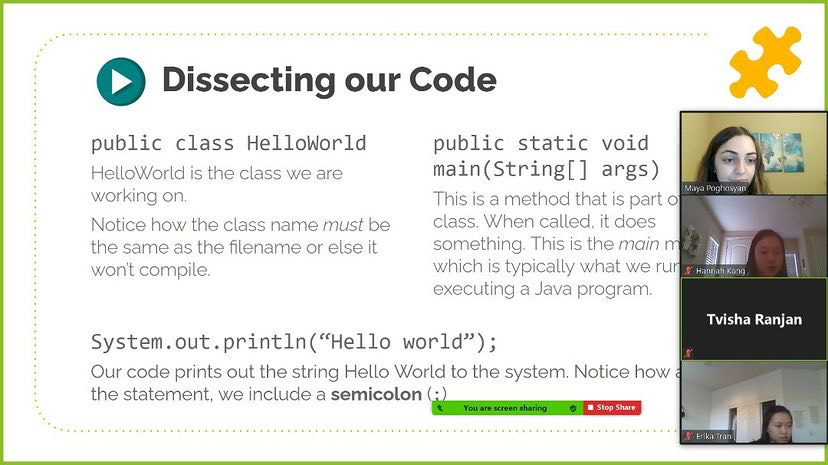 Dissecting our Code
public class HelloWorld
HelloWorld is the class we are
working on.
Notice how the class name must be
the same as the filename or else it
won't compile.
public static void
main(String[] args)
This is a method that is part
class. When called, it does
something. This is the main
which is typically what we run
executing a Java program.
System.out.println(“Hello world”);
Our code prints out the string Hello World to the system. Notice how
the statement, we include a semicolon (;)
You are screen sharing
Stop Share
Maya Poghosyan
Hannah Kang
Tvisha Ranjan
Erika Tran